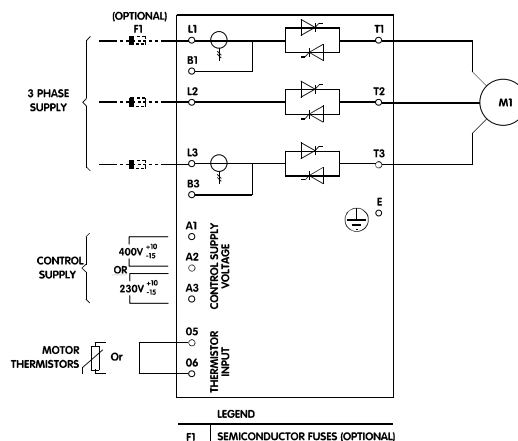 (OPTIONAL)
F1
L1
T1
B1
3 PHASE
SUPPLY
L2
T2
M1
L3
T3
B3
E
A1
400V +10 -15
CONTROL
SUPPLY
OR
A2
230V +10 -15
A3
CONTROL SUPPLY
VOLTAGE
05
MOTOR
THERMISTORS
Or
06
THERMISTOR
INPUT
LEGEND
F1 SEMICONDUCTOR FUSES (OPTIONAL)